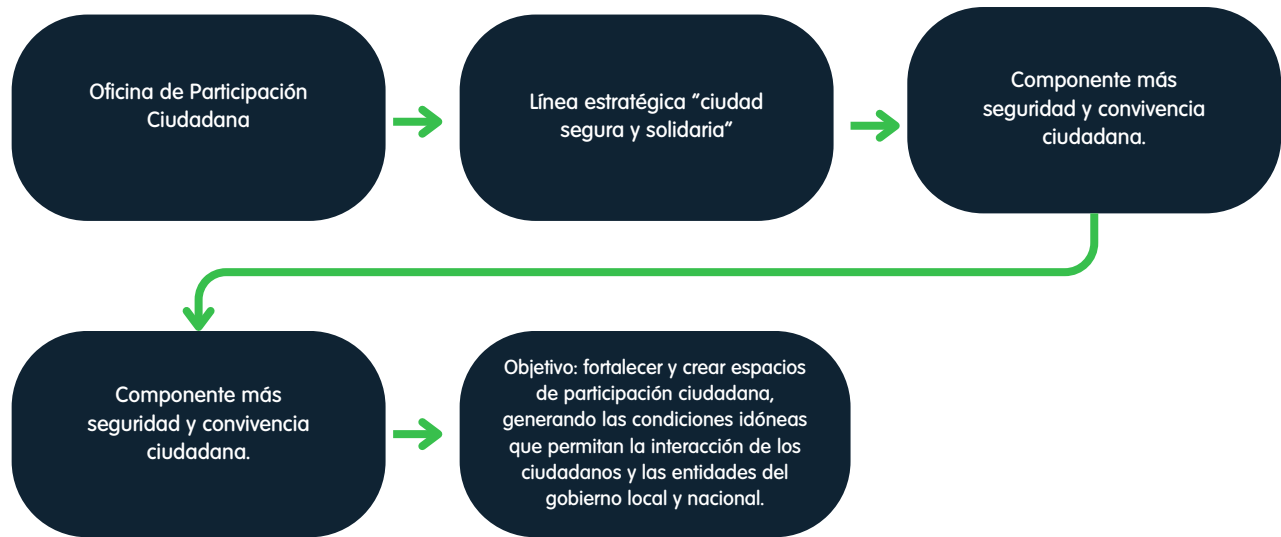 Oficina de Participación
Ciudadana
Línea estratégica “ciudad
segura y solidaria”
Componente más
seguridad y convivencia
ciudadana.
Componente más
seguridad y convivencia
ciudadana.
Objetivo: fortalecer y crear espacios
de participación ciudadana,
generando las condiciones idóneas
que permitan la interacción de los
ciudadanos y las entidades del
gobierno local y nacional.